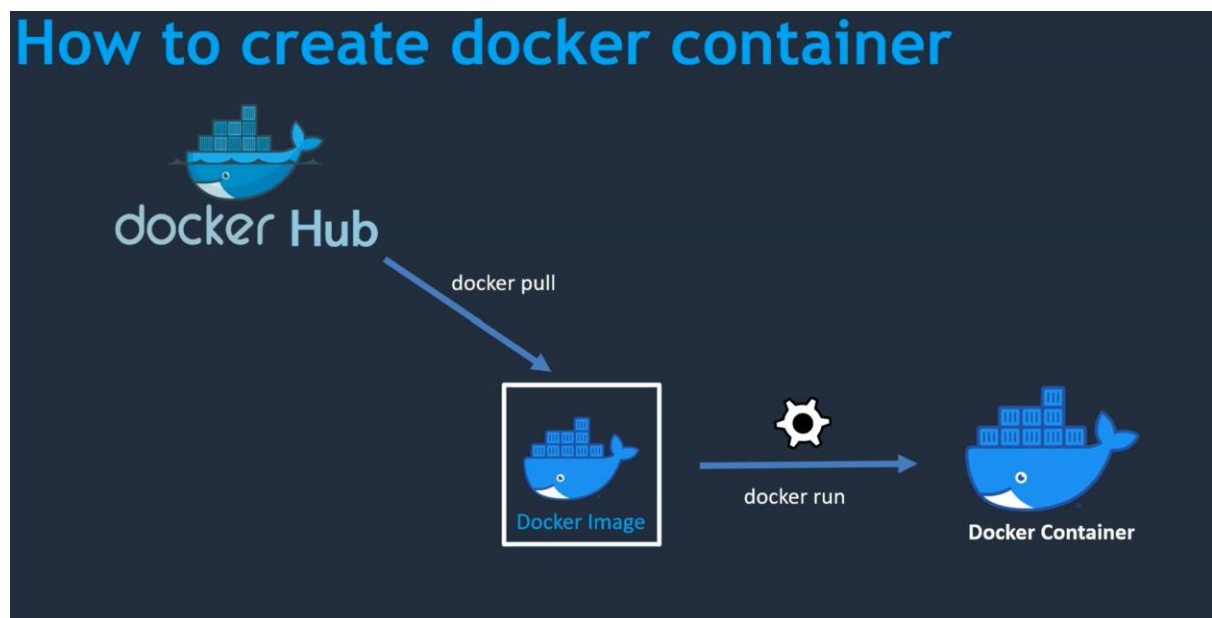 How to create docker container
docker Hub
docker pull
Docker Image
docker run
Docker Container